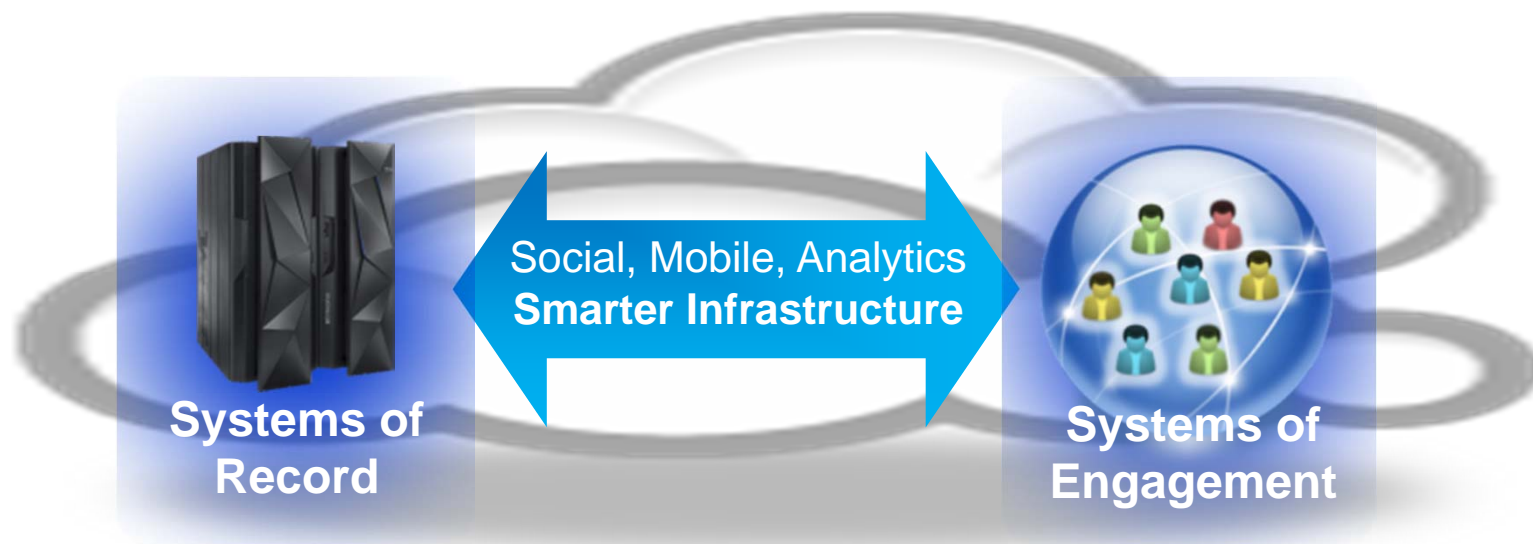 Social, Mobile, Analytics
Smarter Infrastructure
Systems of
Record
Systems of
Engagement